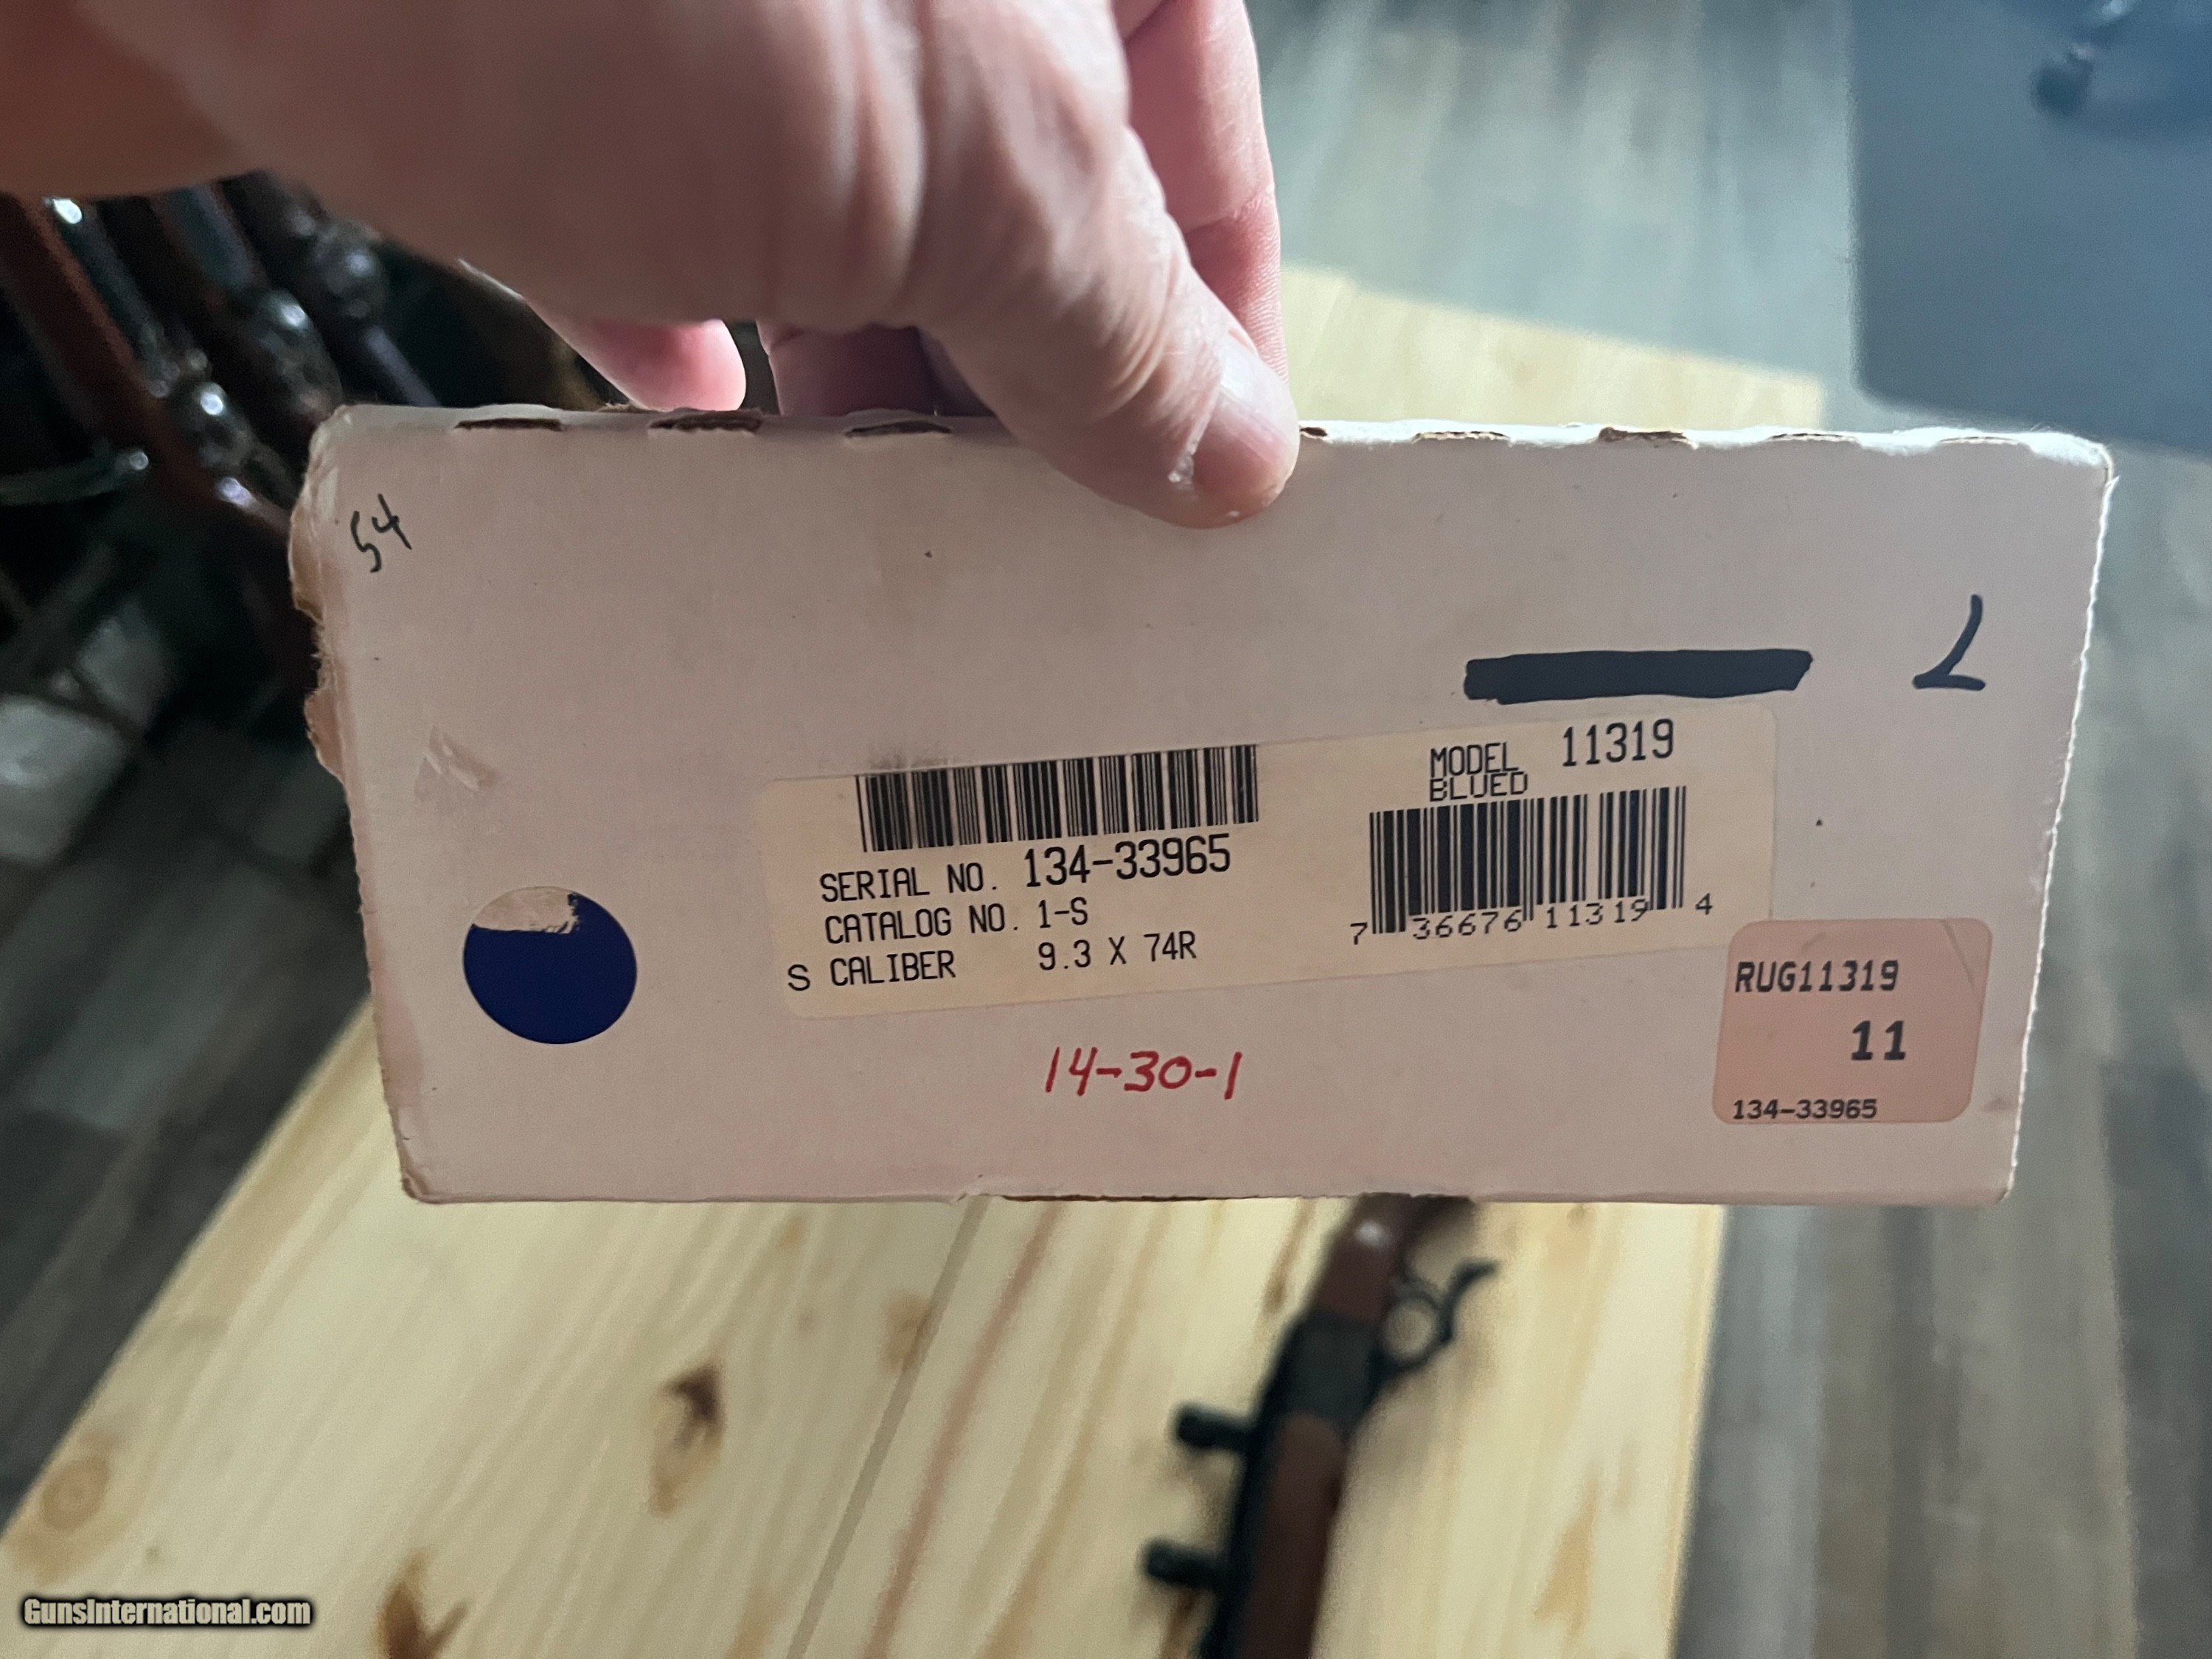 54
L
MODEL 11319
BLUED
SERIAL NO. 134-33965
CATALOG NO. 1-S
S CALIBER 9.3 X 74R
7 36676 11319 4
RUG11319
11
134-33965
14-30-1
GunsInternational.com